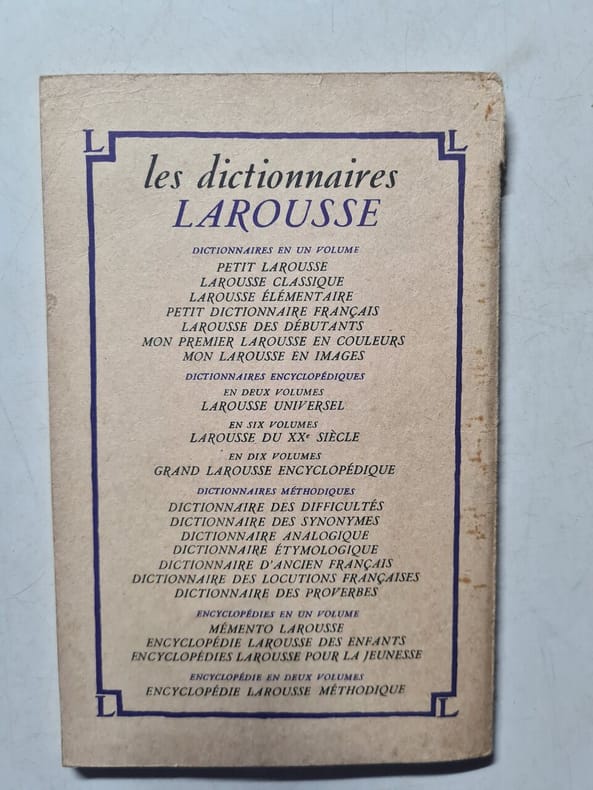 L L
les dictionnaires
LAROUSSE
DICTIONNAIRES EN UN VOLUME
PETIT LAROUSSE
LAROUSSE CLASSIQUE
LAROUSSE ÉLÉMENTAIRE
PETIT DICTIONNAIRE FRANÇAIS
LAROUSSE DES DÉBUTANTS
MON PREMIER LAROUSSE EN COULEURS
MON LAROUSSE EN IMAGES
DICTIONNAIRES ENCYCLOPÉDIQUES
EN DEUX VOLUMES
LAROUSSE UNIVERSEL
EN SIX VOLUMES
LAROUSSE DU XXe SIÈCLE
EN DIX VOLUMES
GRAND LAROUSSE ENCYCLOPÉDIQUE
DICTIONNAIRES MÉTHODIQUES
DICTIONNAIRE DES DIFFICULTÉS
DICTIONNAIRE DES SYNONYMES
DICTIONNAIRE ANALOGIQUE
DICTIONNAIRE ÉTYMOLOGIQUE
DICTIONNAIRE D'ANCIEN FRANÇAIS
DICTIONNAIRE DES LOCUTIONS FRANÇAISES
DICTIONNAIRE DES PROVERBES
ENCYCLOPÉDIES EN UN VOLUME
MÉMENTO LAROUSSE
ENCYCLOPÉDIE LAROUSSE DES ENFANTS
ENCYCLOPÉDIES LAROUSSE POUR LA JEUNESSE
ENCYCLOPÉDIE EN DEUX VOLUMES
ENCYCLOPÉDIE LAROUSSE MÉTHODIQUE
L L